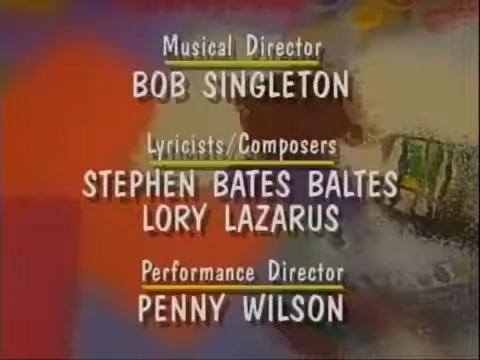 Musical Director
BOB SINGLETON
Lyricists/Composers
STEPHEN BATES BALTES
LORY LAZARUS
Performance Director
PENNY WILSON